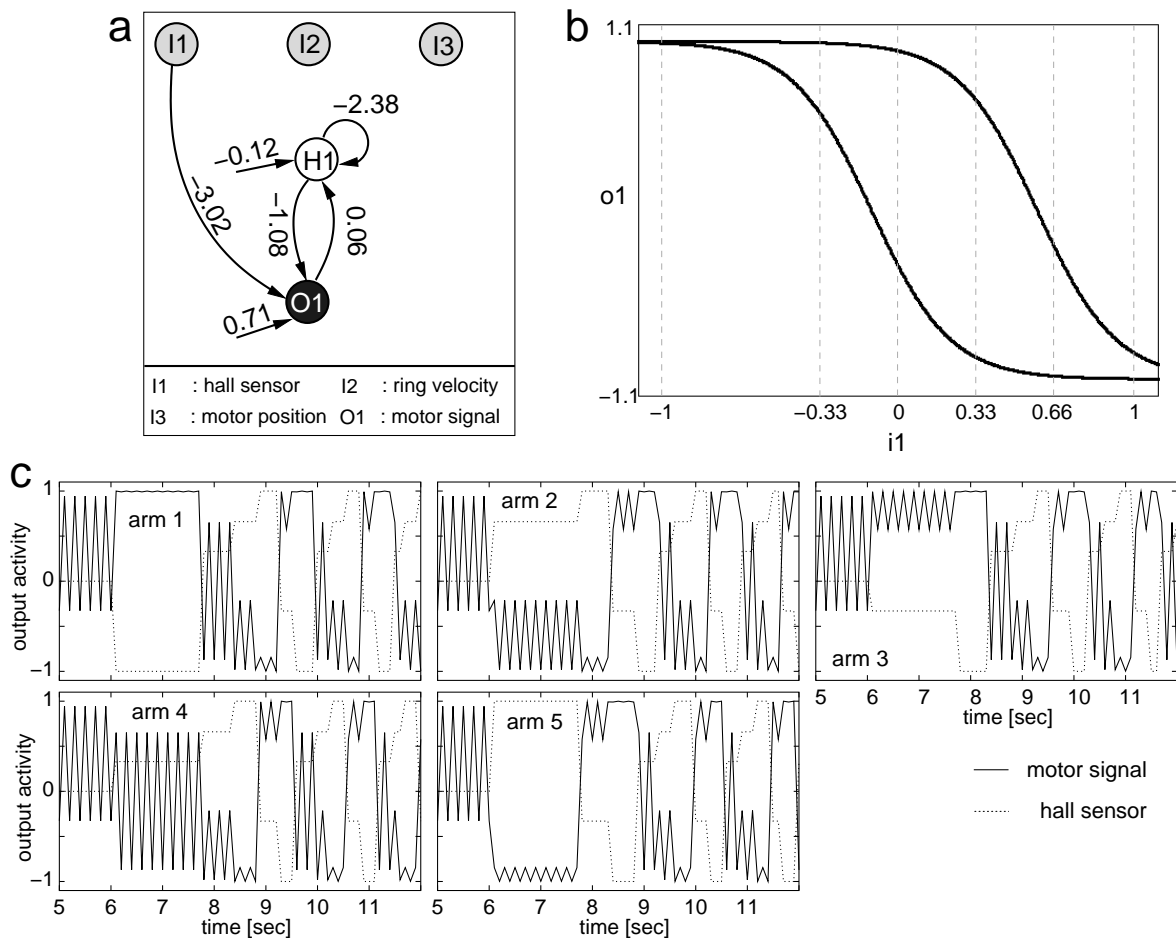 a
I1 I2 I3
−2.38
−0.12
H1
−3.02
−1.08
0.06
O1
0.71
I1 : hall sensor I2 : ring velocity
I3 : motor position O1 : motor signal
b
1.1
o1
−1.1
−1 −0.33 0 0.33 0.66 1
i1
c
output activity
1
0
−1
arm 1
arm 2
arm 3
5 6 7 8 9 10 11
time [sec]
output activity
1
0
−1
arm 4
arm 5
5 6 7 8 9 10 11
time [sec]
5 6 7 8 9 10 11
time [sec]
motor signal
hall sensor